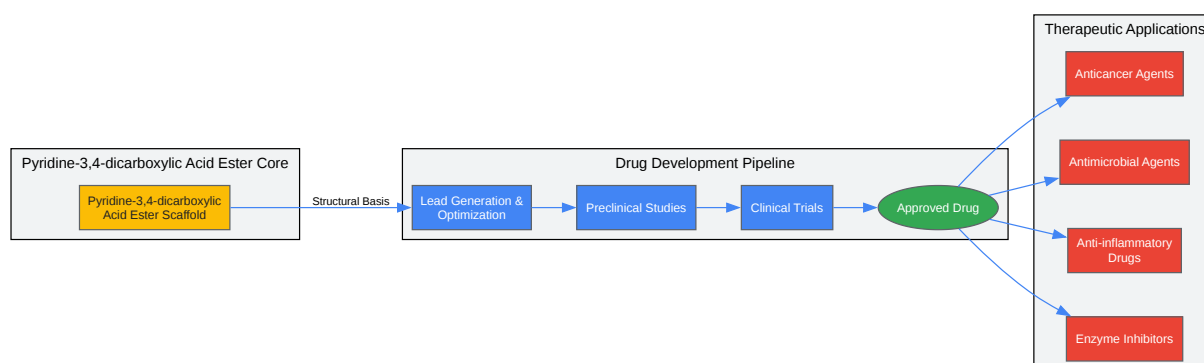 Pyridine-3,4-dicarboxylic Acid Ester Core
Pyridine-3,4-dicarboxylic
Acid Ester Scaffold
Structural Basis
Drug Development Pipeline
Lead Generation &
Optimization
Preclinical Studies
Clinical Trials
Approved Drug
Therapeutic Applications
Anticancer Agents
Antimicrobial Agents
Anti-inflammatory
Drugs
Enzyme Inhibitors